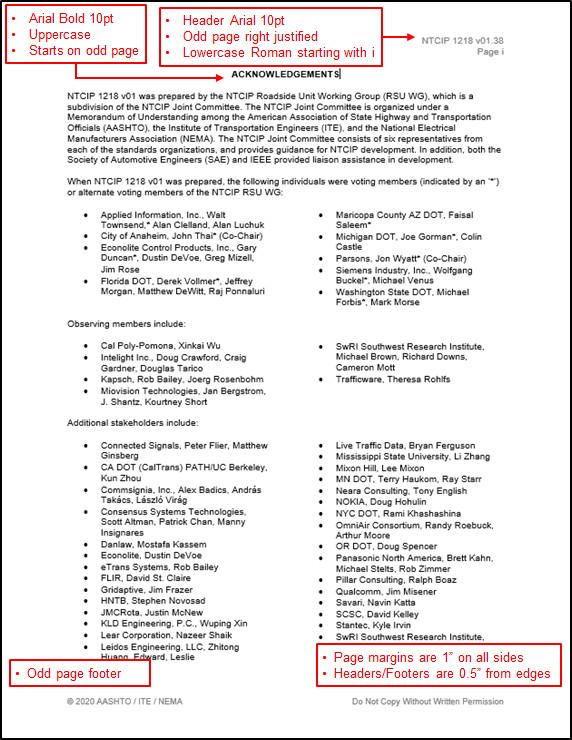 • Arial Bold 10pt
• Uppercase
• Starts on odd page
• Header Arial 10pt
• Odd page right justified
• Lowercase Roman starting with i
NTCIP 1218 v01.38
Page i
ACKNOWLEDGEMENTS
NTCIP 1218 v01 was prepared by the NTCIP Roadside Unit Working Group (RSU WG), which is a
subdivision of the NTCIP Joint Committee. The NTCIP Joint Committee is organized under a
Memorandum of Understanding among the American Association of State Highway and Transportation
Officials (AASHTO), the Institute of Transportation Engineers (ITE), and the National Electrical
Manufacturers Association (NEMA). The NTCIP Joint Committee consists of six representatives from
each of the standards organizations, and provides guidance for NTCIP development. In addition, both the
Society of Automotive Engineers (SAE) and IEEE provided liaison assistance in development.
When NTCIP 1218 v01 was prepared, the following individuals were voting members (indicated by an '*')
or alternate voting members of the NTCIP RSU WG:
• Applied Information, Inc., Walt
Townsend,* Alan Clelland, Alan Luchuk
• City of Anaheim, John Thai* (Co-Chair)
• Econolite Control Products, Inc., Gary
Duncan*, Dustin DeVoe, Greg Mizell,
Jim Rose
• Florida DOT, Derek Vollmer*, Jeffrey
Morgan, Matthew DeWitt, Raj Ponnaluri
• Maricopa County AZ DOT, Faisal
Saleem*
• Michigan DOT, Joe Gorman*, Colin
Castle
• Parsons, Jon Wyatt* (Co-Chair)
• Siemens Industry, Inc., Wolfgang
Buckel*, Michael Venus
• Washington State DOT, Michael
Forbis*, Mark Morse
Observing members include:
• Cal Poly-Pomona, Xinkai Wu
• Intelight Inc., Doug Crawford, Craig
Gardner, Douglas Tarico
• Kapsch, Rob Bailey, Joerg Rosenbohm
• Miovision Technologies, Jan Bergstrom,
J. Shantz, Kourtney Short
• SwRI Southwest Research Institute,
Michael Brown, Richard Downs,
Cameron Mott
• Trafficware, Theresa Rohlfs
Additional stakeholders include:
• Connected Signals, Peter Flier, Matthew
Ginsberg
• CA DOT (CalTrans) PATH/UC Berkeley,
Kun Zhou
• Commsignia, Inc., Alex Badics, András
Takács, László Virág
• Consensus Systems Technologies,
Scott Altman, Patrick Chan, Manny
Insignares
• Danlaw, Mostafa Kassem
• Econolite, Dustin DeVoe
• eTrans Systems, Rob Bailey
• FLIR, David St. Claire
• Gridaptive, Jim Frazer
• HNTB, Stephen Novosad
• JMCRota, Justin McNew
• KLD Engineering, P.C., Wuping Xin
• Lear Corporation, Nazeer Shaik
• Leidos Engineering, LLC, Zhitong
Huang, Edward, Leslie
• Live Traffic Data, Bryan Ferguson
• Mississippi State University, Li Zhang
• Mixon Hill, Lee Mixon
• MN DOT, Terry Haukom, Ray Starr
• Neara Consulting, Tony English
• NOKIA, Doug Hohulin
• NYC DOT, Rami Khashashina
• OmniAir Consortium, Randy Roebuck,
Arthur Moore
• OR DOT, Doug Spencer
• Panasonic North America, Brett Kahn,
Michael Stelts, Rob Zimmer
• Pillar Consulting, Ralph Boaz
• Qualcomm, Jim Misener
• Savari, Navin Katta
• SCSC, David Kelley
• Stantec, Kyle Irvin
• SwRI Southwest Research Institute,
• Odd page footer
• Page margins are 1” on all sides
• Headers/Footers are 0.5” from edges
© 2020 AASHTO / ITE / NEMA
Do Not Copy Without Written Permission